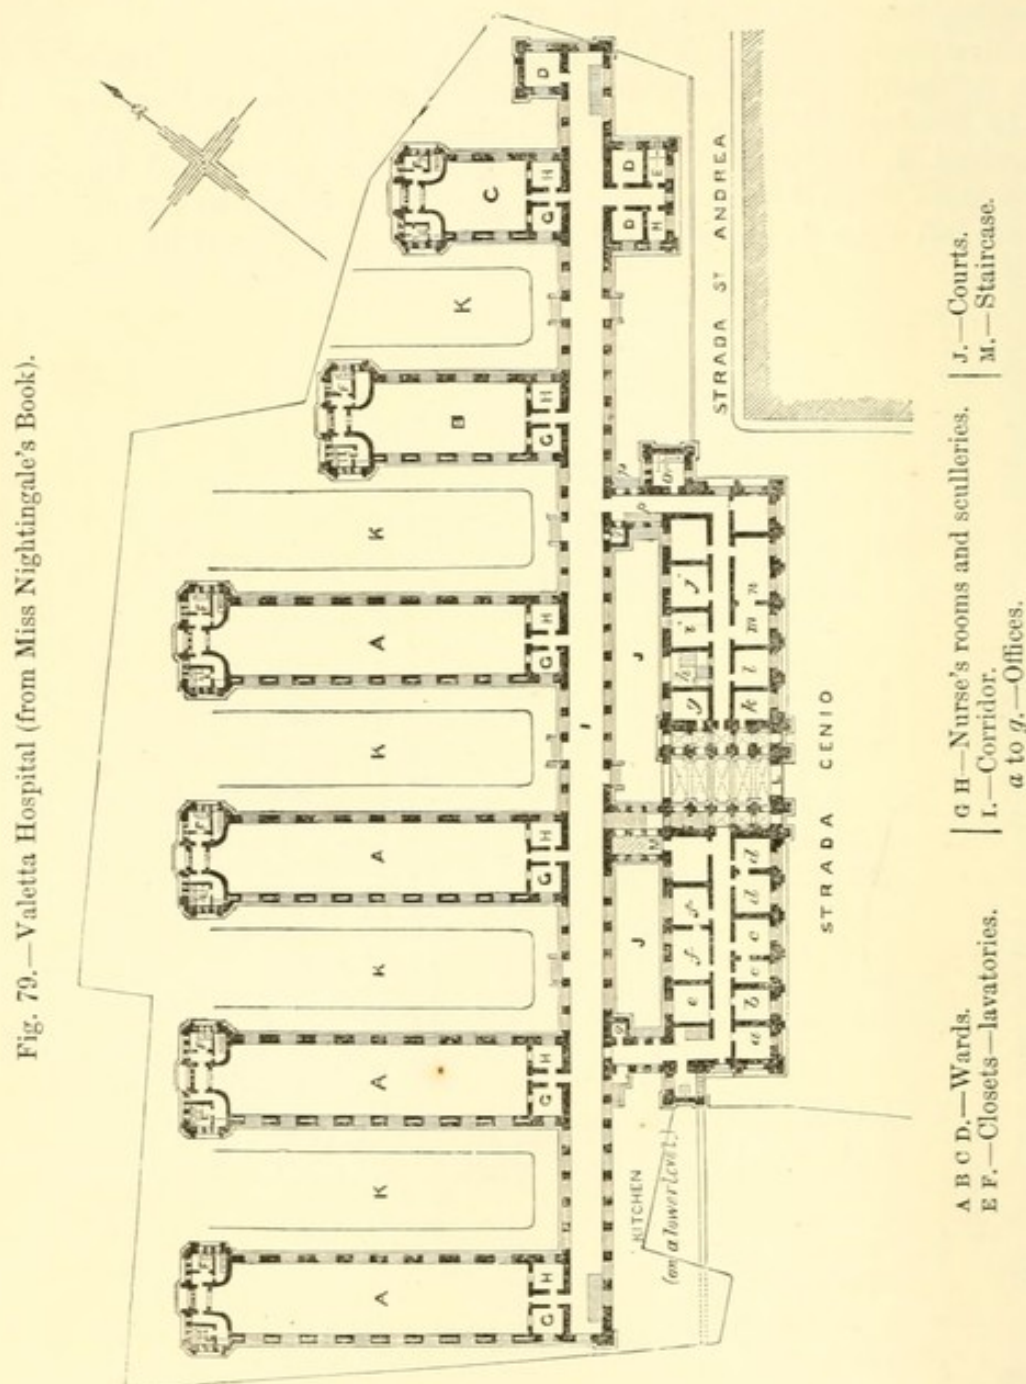 Fig. 79.—Valetta Hospital (from Miss Nightingale's Book).
D
C
G H
D D
H E
K
B
G H
K
A
G H
K
A
G H
K
A
G H
K
A
G H
I
J
J
M
L
a b c c d d
e f
g h i j
k l m n
o
p
KITCHEN
(on a lower level)
STRADA CENIO
STRADA ST ANDREA
A B C D.—Wards.
E F.—Closets—lavatories.
G H—Nurse's rooms and sculleries.
I.—Corridor.
a to q.—Offices.
J.—Courts.
M.—Staircase.